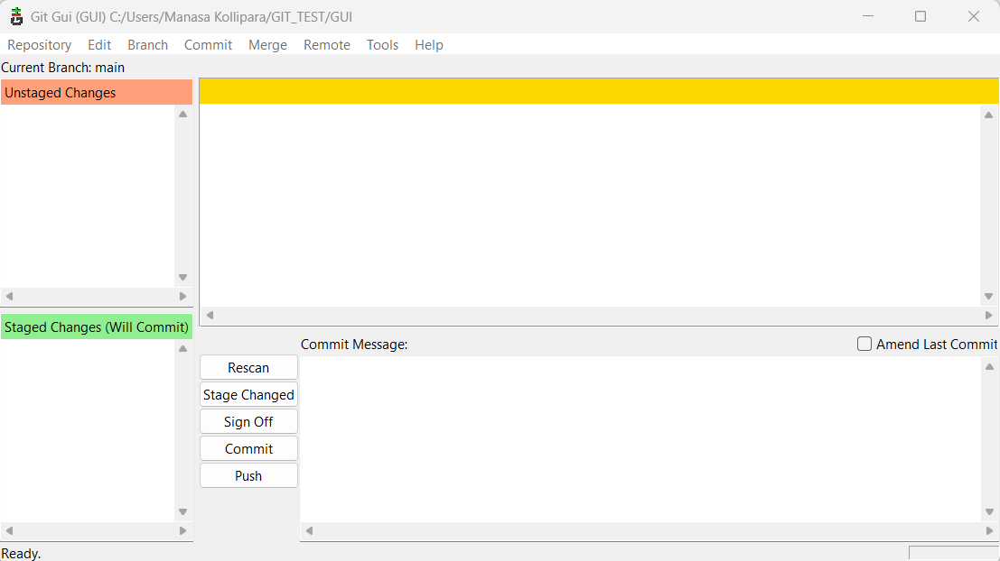 Git Gui (GUI) C:/Users/Manasa Kollipara/GIT_TEST/GUI
Repository Edit Branch Commit Merge Remote Tools Help
Current Branch: main
Unstaged Changes
Staged Changes (Will Commit)
Commit Message:
Amend Last Commit
Rescan
Stage Changed
Sign Off
Commit
Push
Ready.